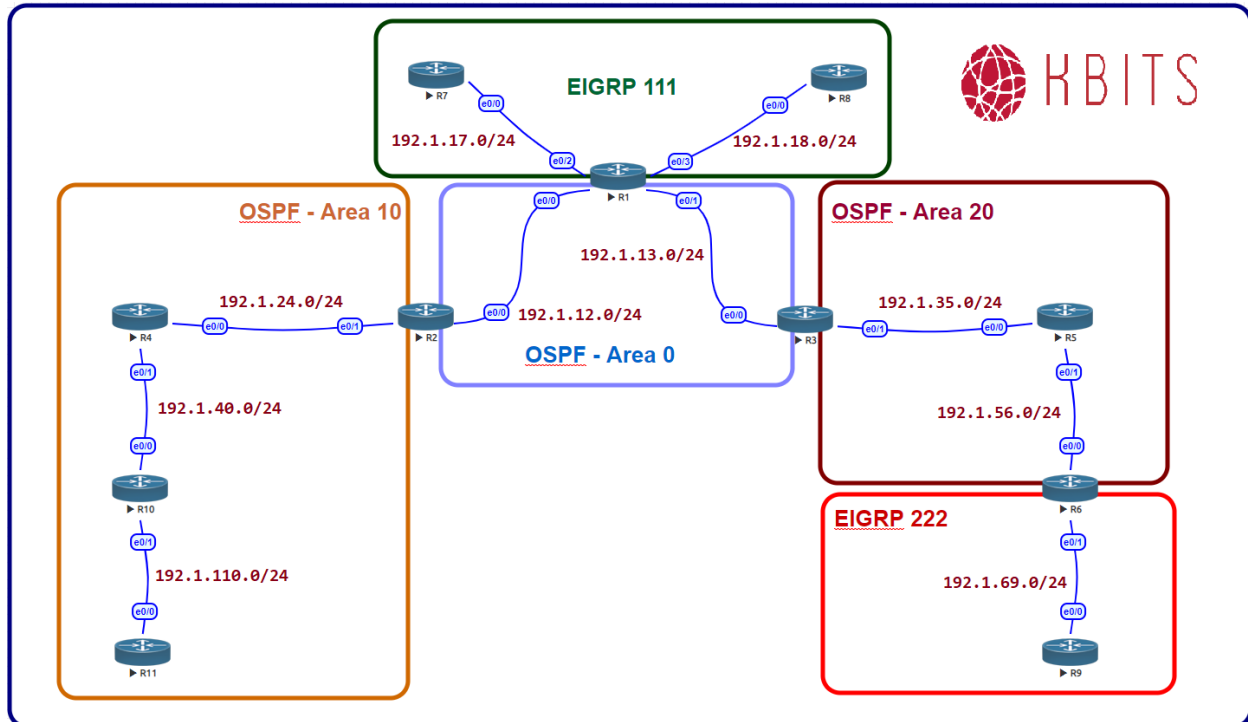 KBITS
EIGRP 111
R7
R8
e0/0
e0/0
192.1.17.0/24
192.1.18.0/24
e0/2
e0/3
R1
OSPF - Area 10
e0/0
e0/1
OSPF - Area 20
192.1.13.0/24
192.1.24.0/24
192.1.35.0/24
e0/0
e0/1
e0/0
192.1.12.0/24
e0/0
e0/1
e0/0
R4
R2
R3
R5
OSPF - Area 0
e0/1
e0/1
192.1.40.0/24
192.1.56.0/24
e0/0
e0/0
R10
R6
EIGRP 222
e0/1
e0/1
192.1.110.0/24
192.1.69.0/24
e0/0
e0/0
R11
R9